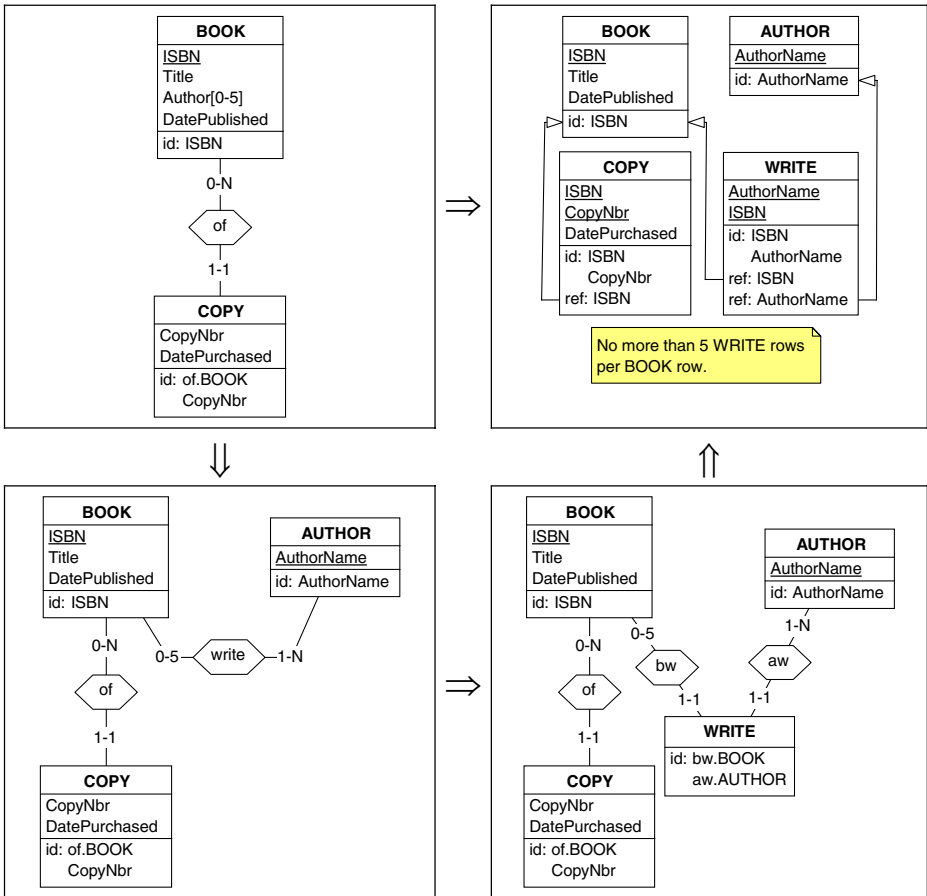 BOOK
ISBN
Title
Author[0-5]
DatePublished
id: ISBN
0-N
of
1-1
COPY
CopyNbr
DatePurchased
id: of.BOOK
CopyNbr
⇒
BOOK
ISBN
Title
DatePublished
id: ISBN
AUTHOR
AuthorName
id: AuthorName
COPY
ISBN
CopyNbr
DatePurchased
id: ISBN
CopyNbr
ref: ISBN
WRITE
AuthorName
ISBN
id: ISBN
AuthorName
ref: ISBN
ref: AuthorName
No more than 5 WRITE rows
per BOOK row.
⇓
⇑
BOOK
ISBN
Title
DatePublished
id: ISBN
AUTHOR
AuthorName
id: AuthorName
0-5
write
1-N
0-N
of
1-1
COPY
CopyNbr
DatePurchased
id: of.BOOK
CopyNbr
⇒
BOOK
ISBN
Title
DatePublished
id: ISBN
AUTHOR
AuthorName
id: AuthorName
0-N
of
1-1
0-5
bw
1-1
1-N
aw
1-1
WRITE
id: bw.BOOK
aw.AUTHOR
COPY
CopyNbr
DatePurchased
id: of.BOOK
CopyNbr